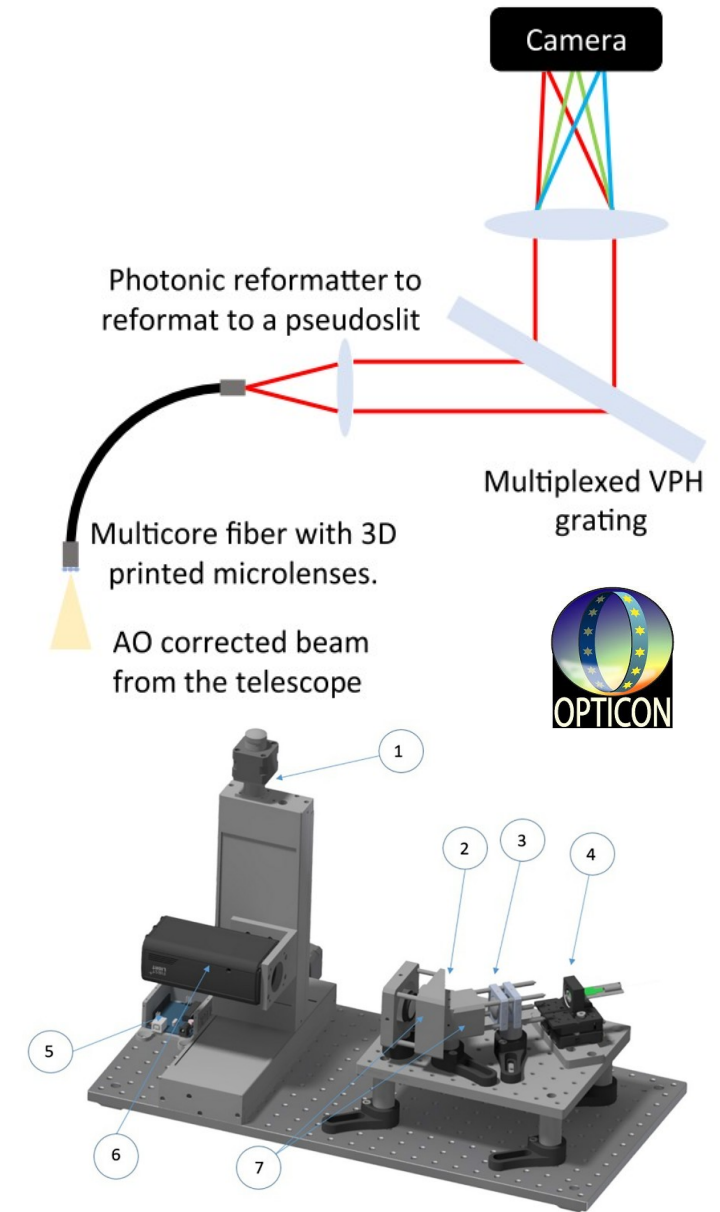 Camera
Photonic reformatter to
reformat to a pseudoslit
Multiplexed VPH
grating
Multicore fiber with 3D
printed microlenses.
AO corrected beam
from the telescope
OPTICON
1
2
3
4
5
6
7